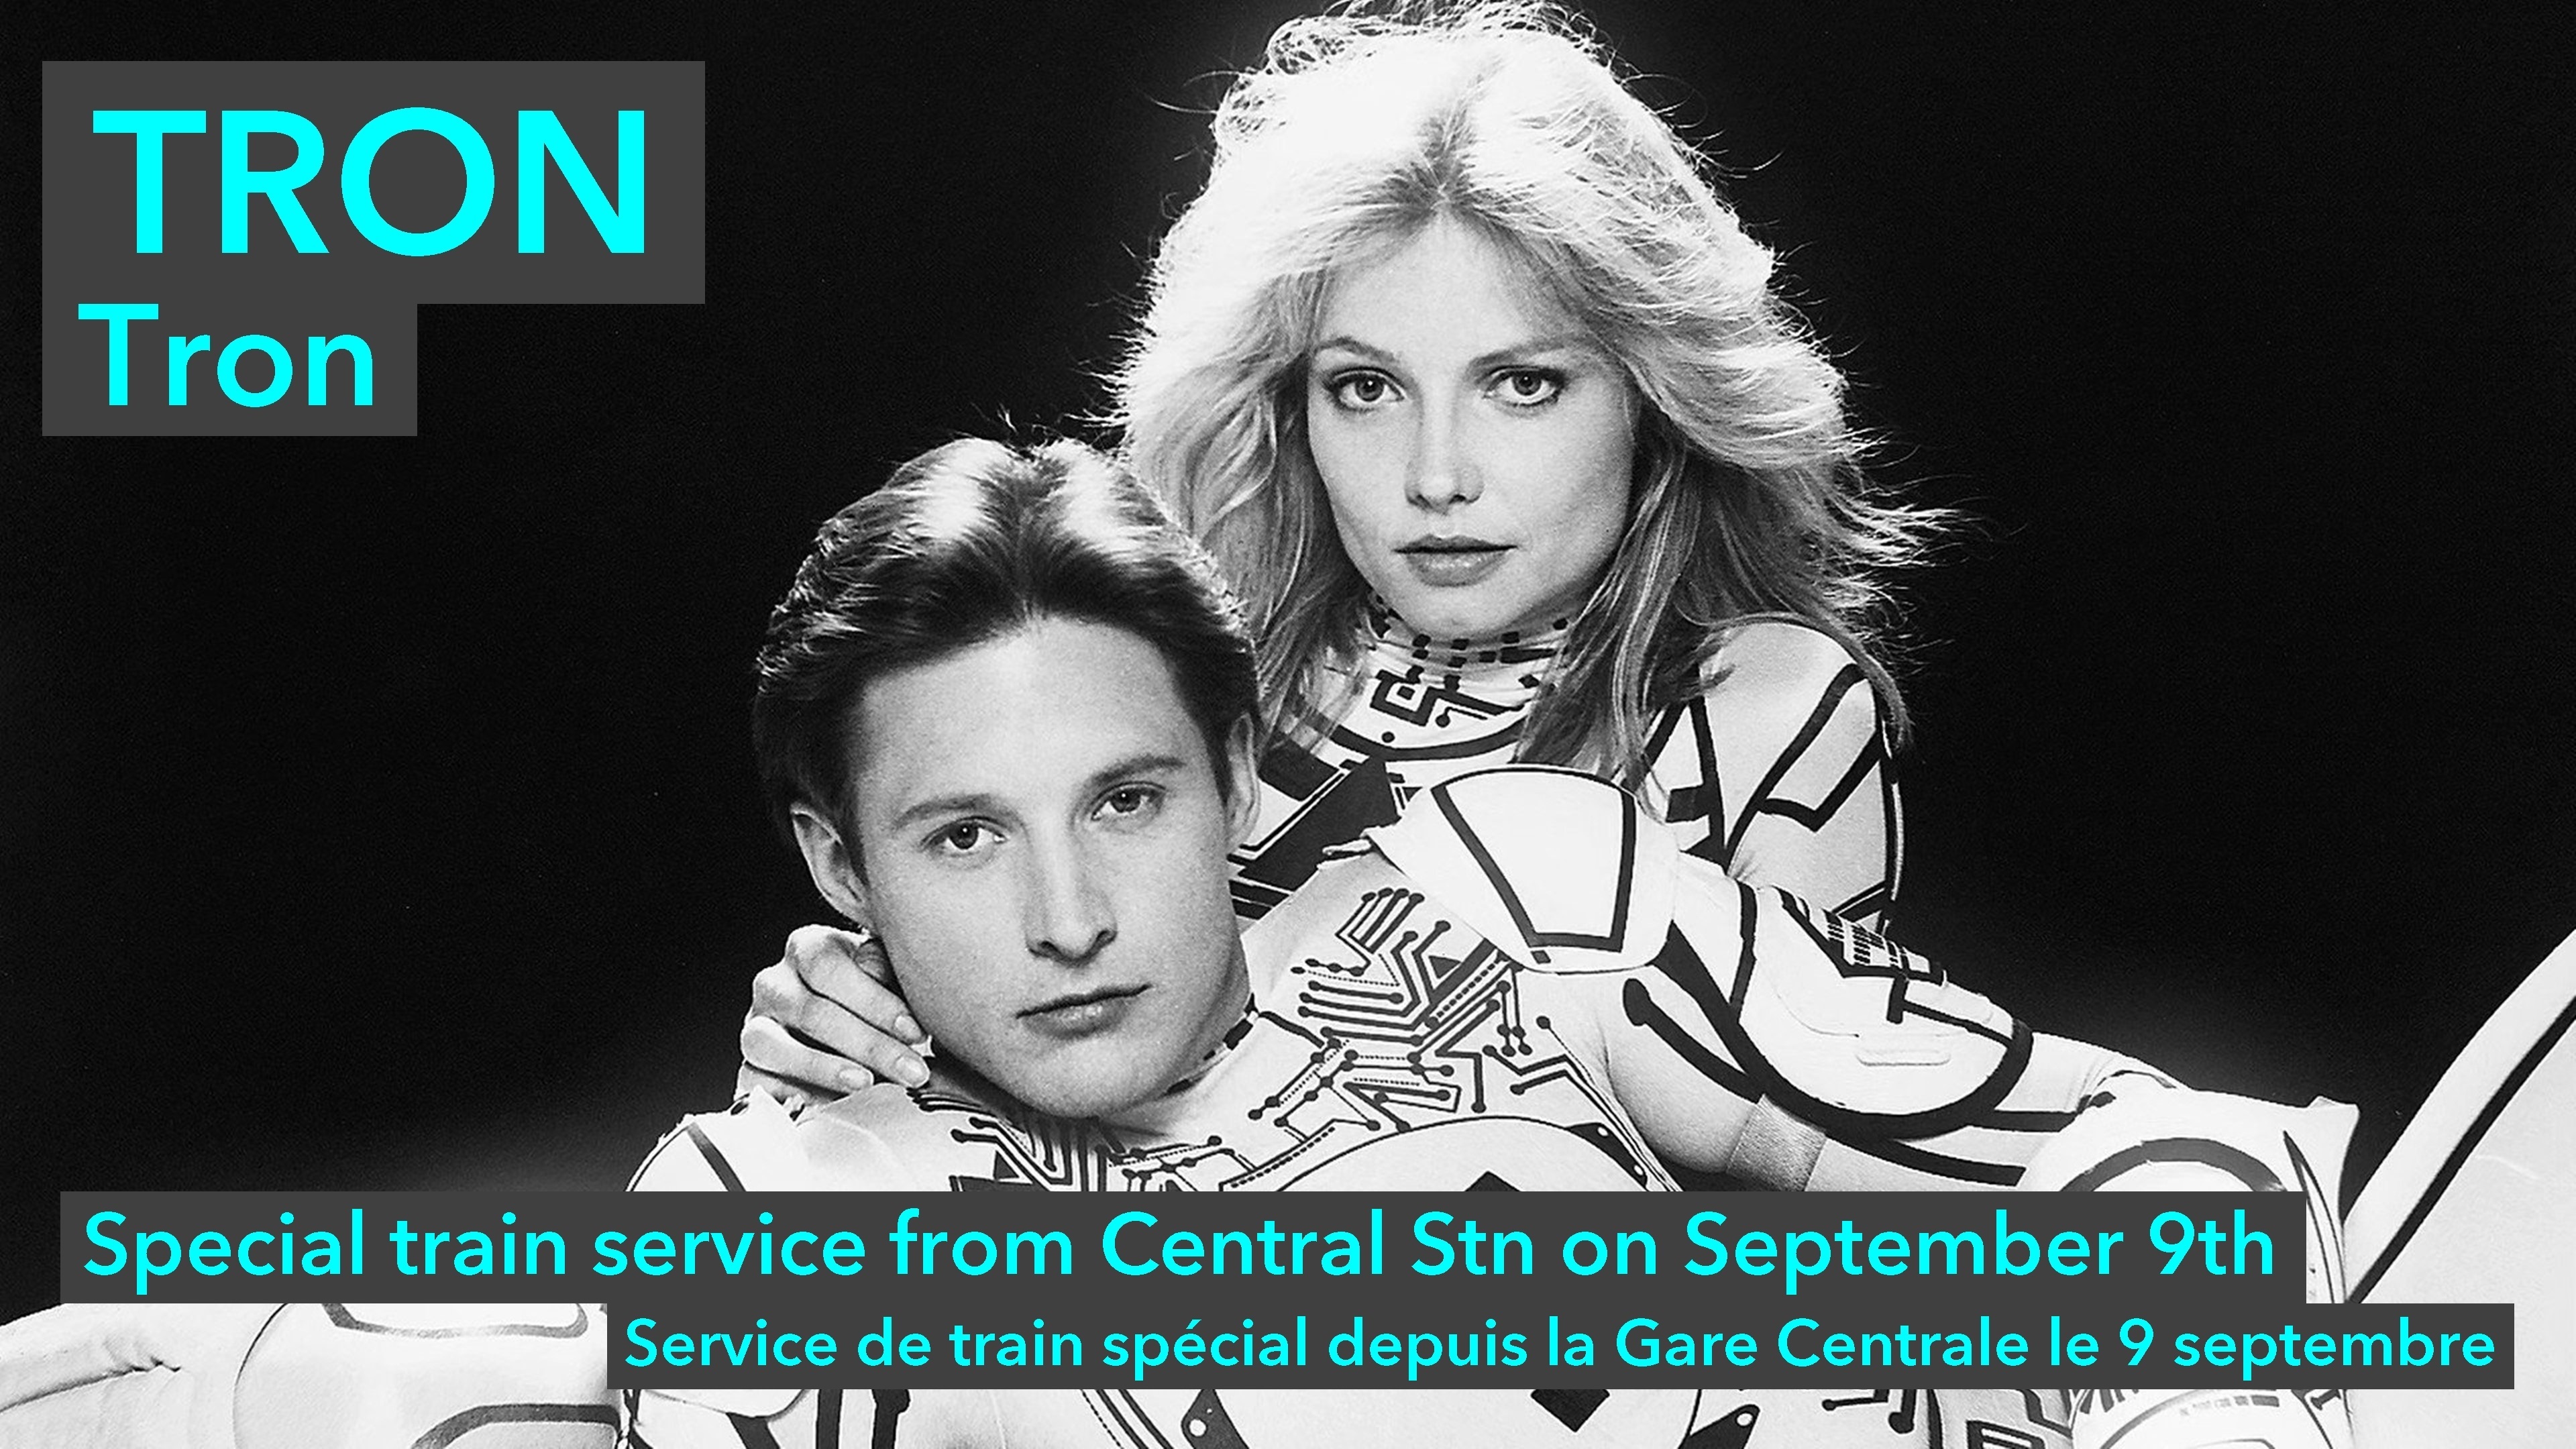 TRON
Tron
Special train service from Central Stn on September 9th
Service de train spécial depuis la Gare Centrale le 9 septembre